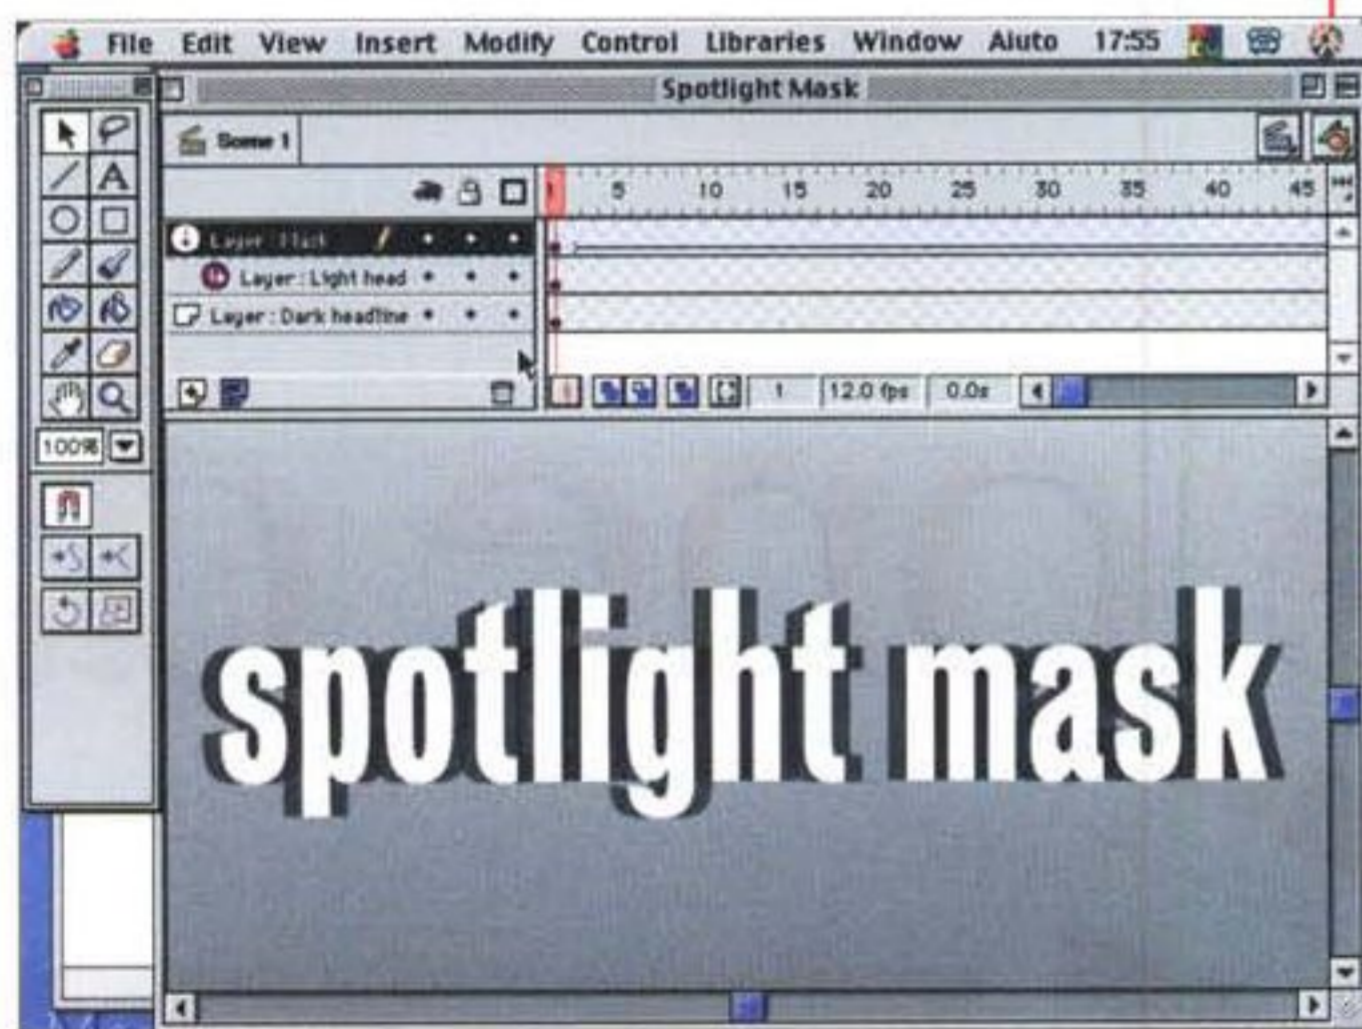 File Edit View Insert Modify Control Libraries Window Aiuto 17:55
Spotlight Mask
Scene 1
5 10 15 20 25 30 35 40 45
Layer :
Layer : Light head
Layer : Dark headline
1 12.0 fps 0.0s
100%
spotlight mask